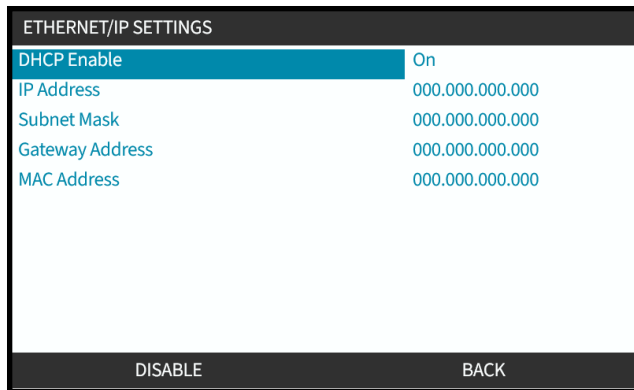 ETHERNET/IP SETTINGS
DHCP Enable On
IP Address 000.000.000.000
Subnet Mask 000.000.000.000
Gateway Address 000.000.000.000
MAC Address 000.000.000.000
DISABLE BACK